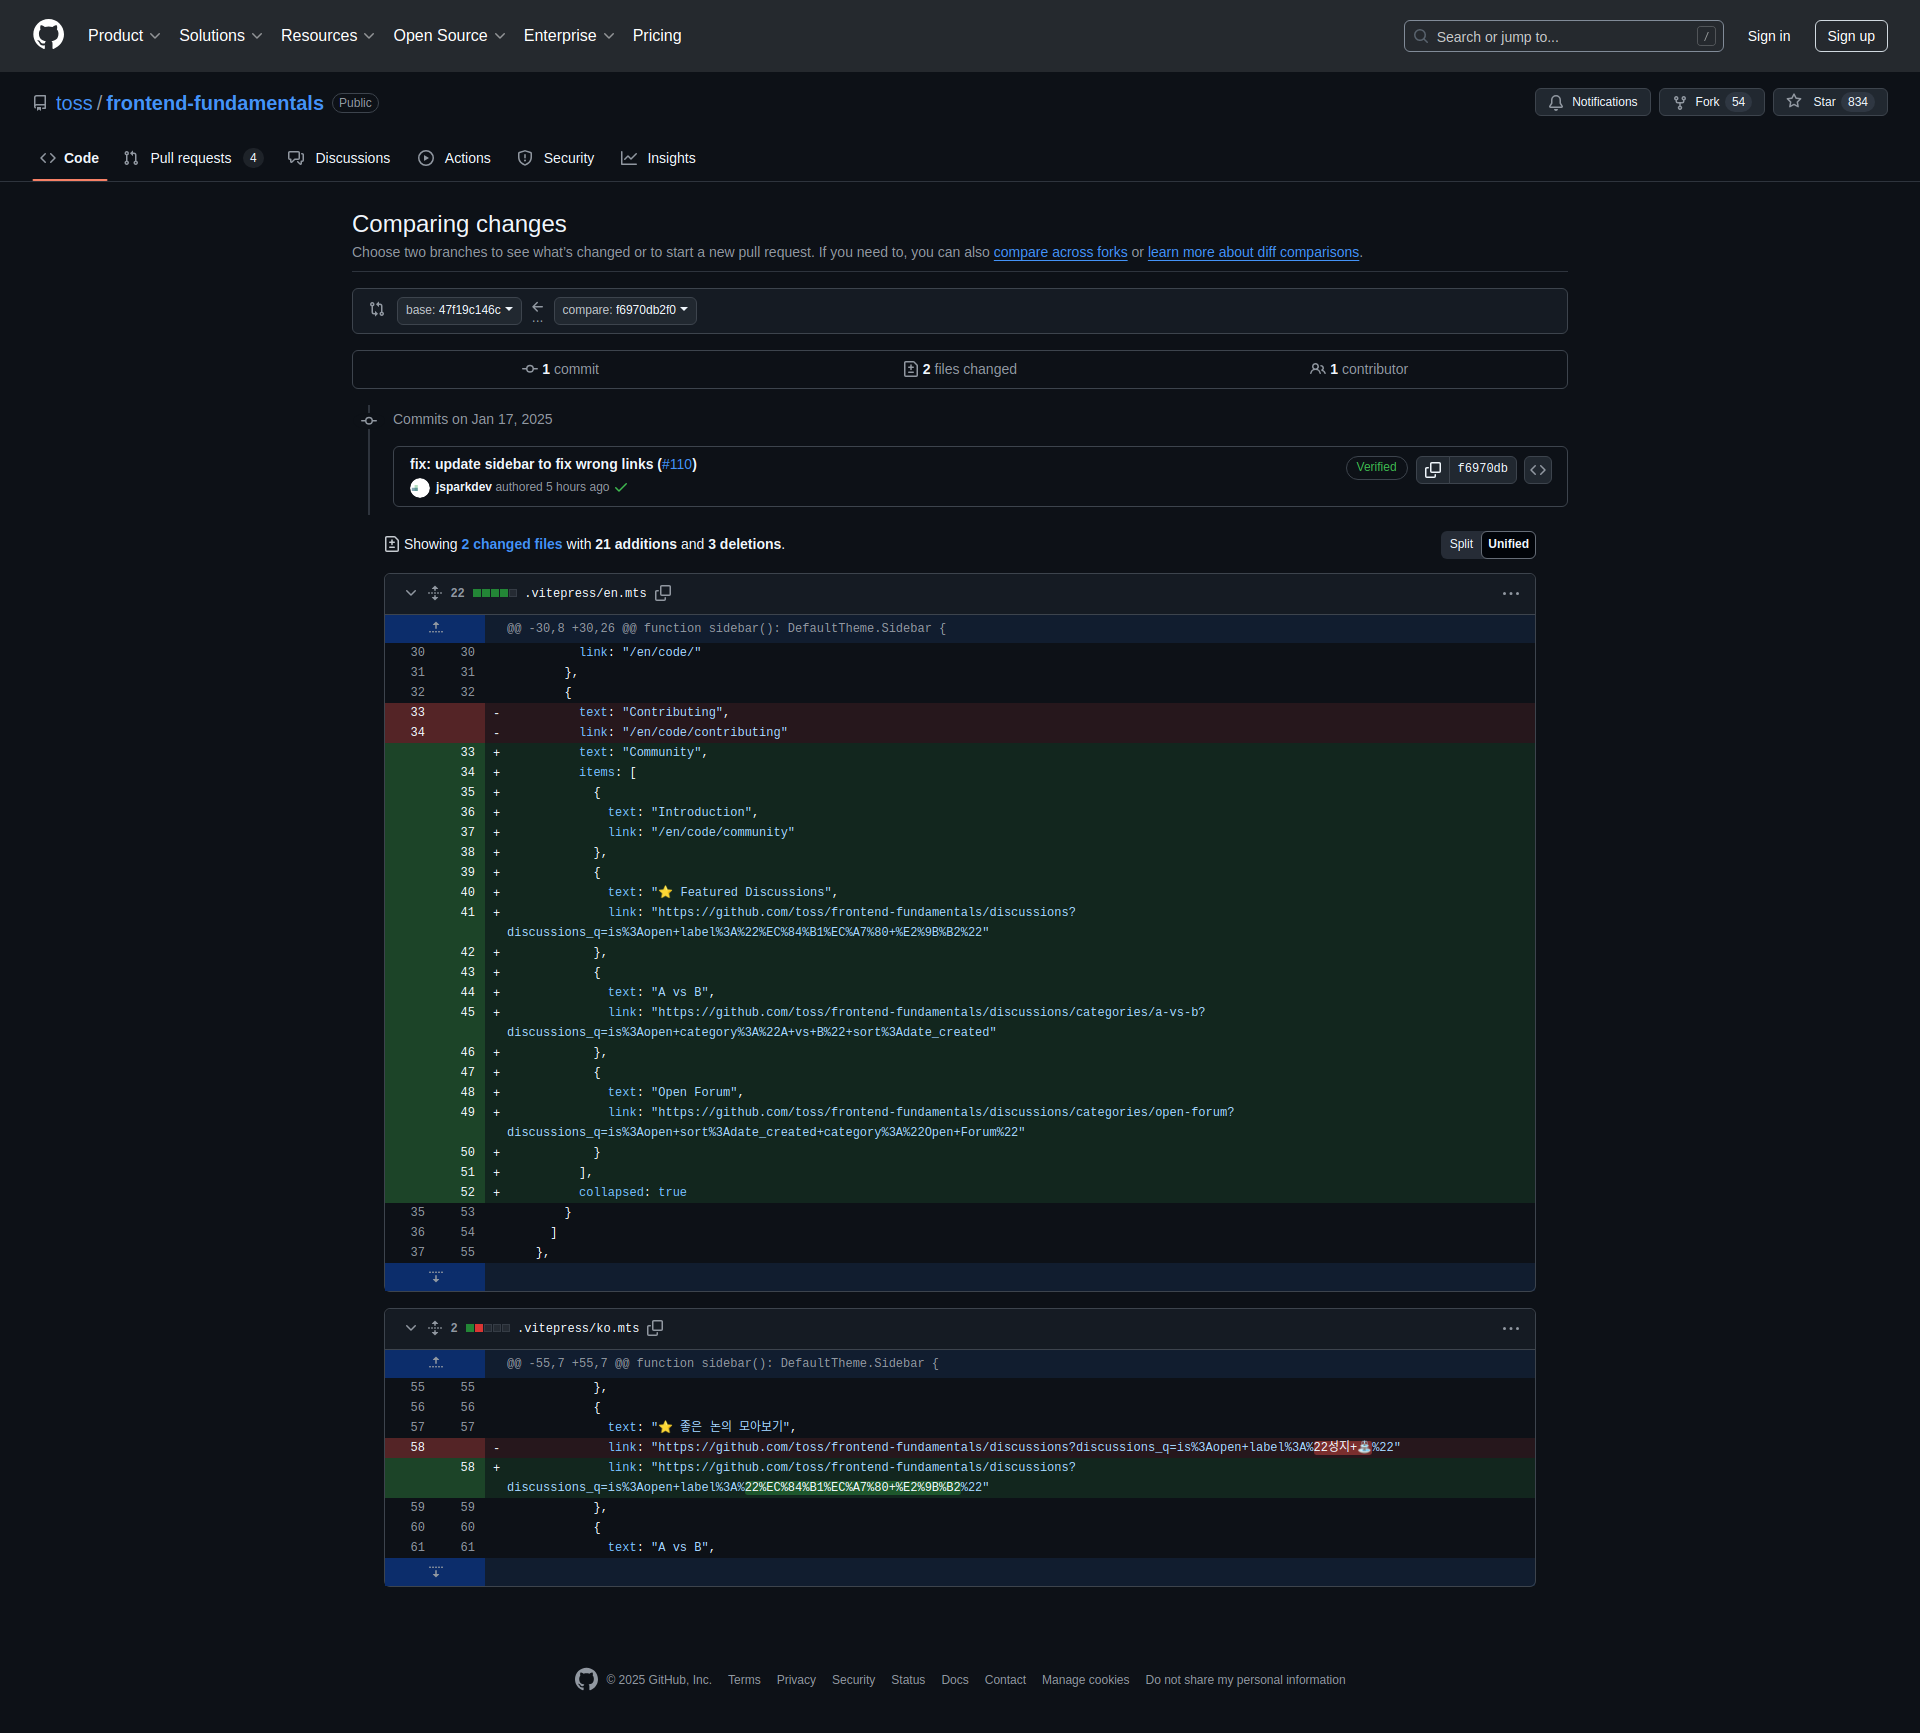 Product Solutions Resources Open Source Enterprise Pricing Search or jump to... / Sign in Sign up
toss / frontend-fundamentals Public Notifications Fork 54 Star 834
Code Pull requests 4 Discussions Actions Security Insights
Comparing changes
Choose two branches to see what's changed or to start a new pull request. If you need to, you can also compare across forks or learn more about diff comparisons.
base: 47f19c146c ... compare: f6970db2f0
1 commit 2 files changed 1 contributor
Commits on Jan 17, 2025
fix: update sidebar to fix wrong links (#110)
jsparkdev authored 5 hours ago
Verified f6970db
Showing 2 changed files with 21 additions and 3 deletions.
Split Unified
22 .vitepress/en.mts
@@ -30,8 +30,26 @@ function sidebar(): DefaultTheme.Sidebar {
30 30 link: "/en/code/"
31 31 },
32 32 {
33 - text: "Contributing",
34 - link: "/en/code/contributing"
33 + text: "Community",
34 + items: [
35 + {
36 + text: "Introduction",
37 + link: "/en/code/community"
38 + },
39 + {
40 + text: "⭐ Featured Discussions",
41 + link: "https://github.com/toss/frontend-fundamentals/discussions?
discussions_q=is%3Aopen+label%3A%22%EC%84%B1%EC%A7%80+%E2%9B%B2%22"
42 + },
43 + {
44 + text: "A vs B",
45 + link: "https://github.com/toss/frontend-fundamentals/discussions/categories/a-vs-b?
discussions_q=is%3Aopen+category%3A%22A+vs+B%22+sort%3Adate_created"
46 + },
47 + {
48 + text: "Open Forum",
49 + link: "https://github.com/toss/frontend-fundamentals/discussions/categories/open-forum?
discussions_q=is%3Aopen+sort%3Adate_created+category%3A%22Open+Forum%22"
50 + }
51 + ],
52 + collapsed: true
35 53 }
36 54 ]
37 55 },
2 .vitepress/ko.mts
@@ -55,7 +55,7 @@ function sidebar(): DefaultTheme.Sidebar {
55 55 },
56 56 {
57 57 text: "⭐ 좋은 논의 모아보기",
58 - link: "https://github.com/toss/frontend-fundamentals/discussions?discussions_q=is%3Aopen+label%3A%22성지+⛲%22"
58 + link: "https://github.com/toss/frontend-fundamentals/discussions?
discussions_q=is%3Aopen+label%3A%22%EC%84%B1%EC%A7%80+%E2%9B%B2%22"
59 59 },
60 60 {
61 61 text: "A vs B",
© 2025 GitHub, Inc. Terms Privacy Security Status Docs Contact Manage cookies Do not share my personal information